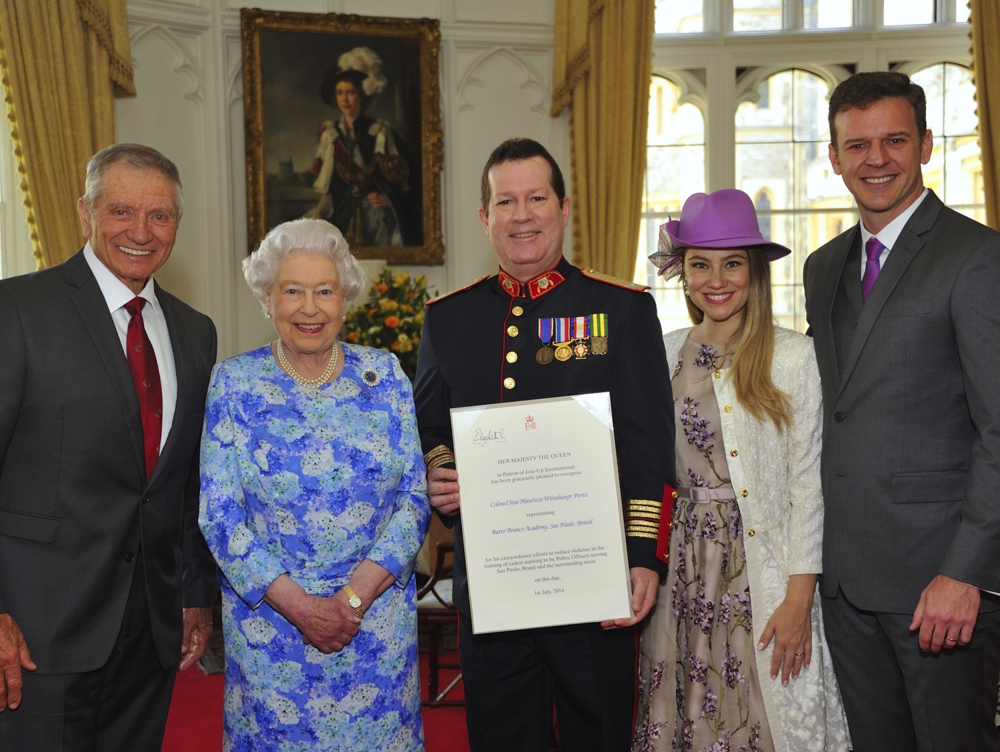 EIIR
Elizabeth R
HER MAJESTY THE QUEEN
as Patron of Join-Up International
has been graciously pleased to recognise
Colonel Jose Mauricio Weisshaupt Perez
representing
Barro Branco Academy, Sao Paulo, Brazil
for his extraordinary efforts to reduce violence in the
training of cadets aspiring to be Police Officers serving
Sao Paulo, Brazil and the surrounding areas
on this day,
1st July, 2014